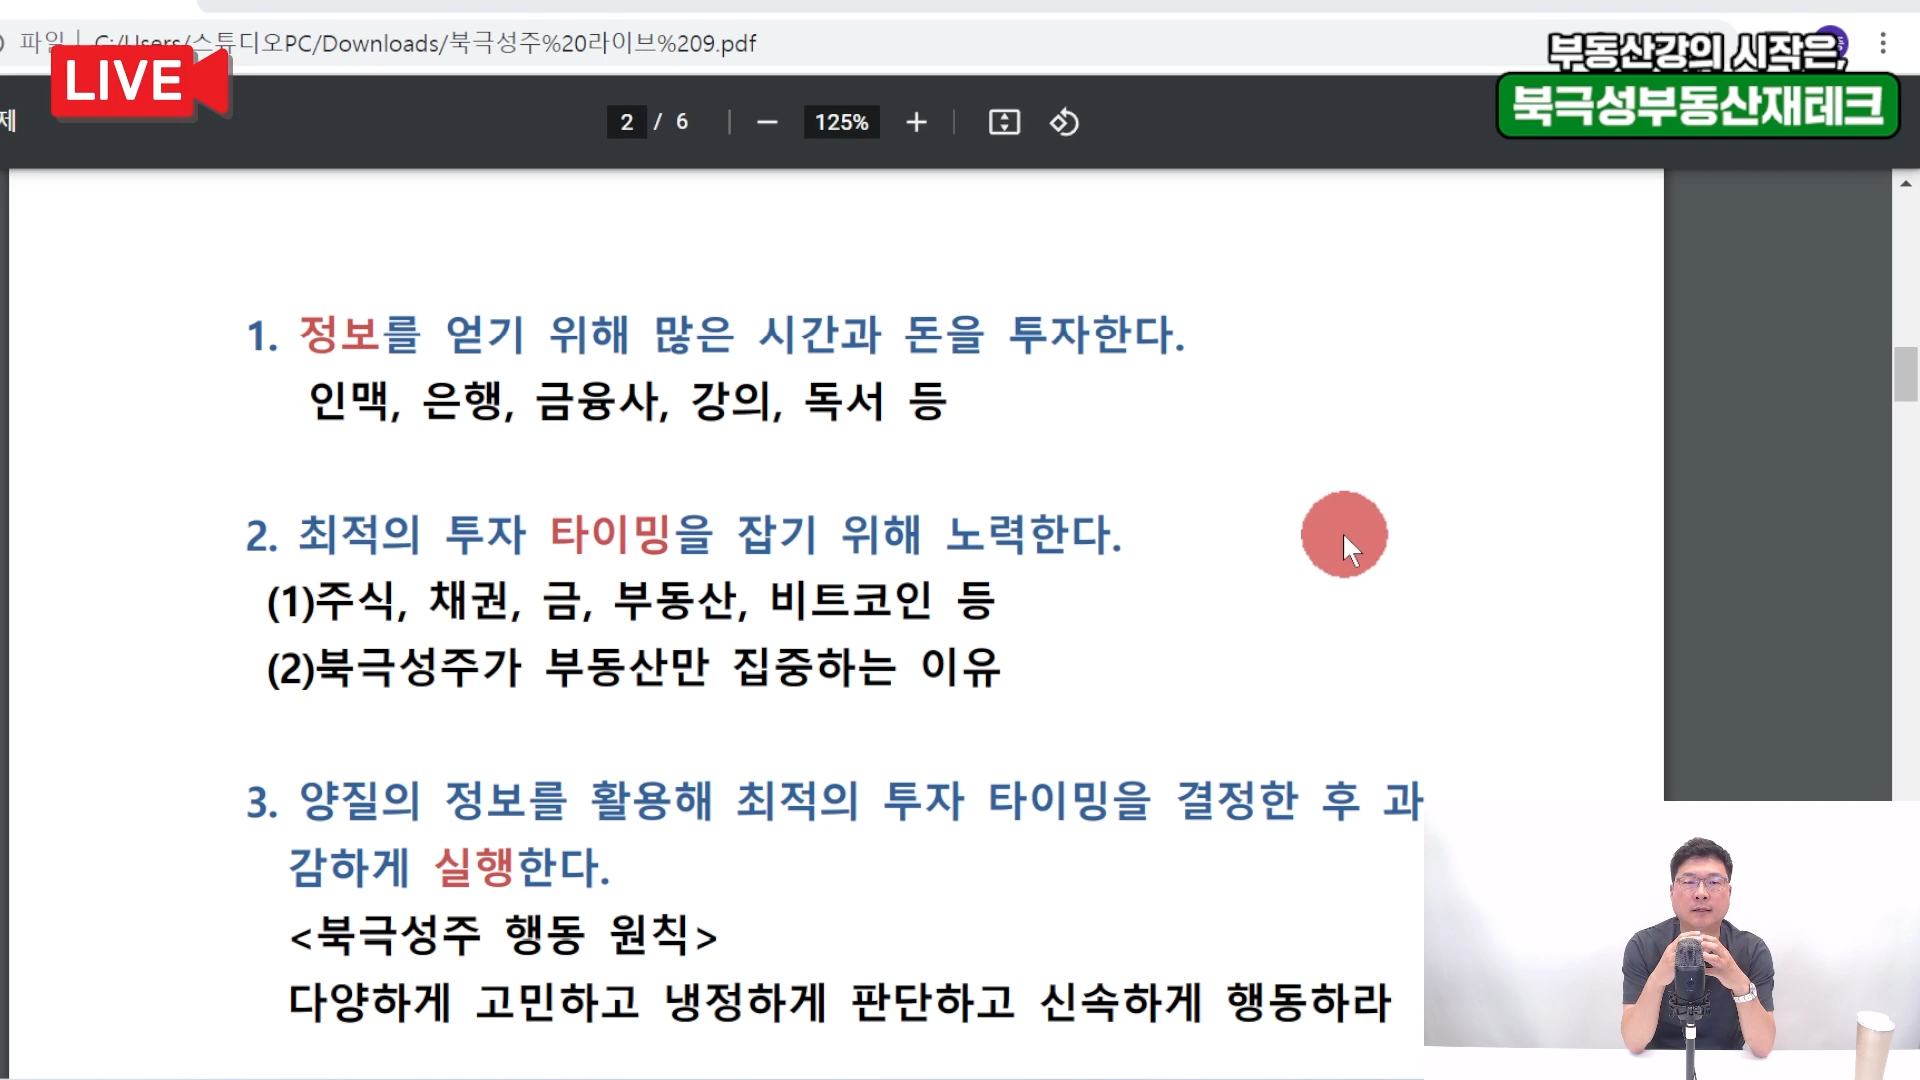 파일 | C:/Users/스튜디오PC/Downloads/북극성주%20라이브%209.pdf
LIVE
부동산강의 시작은,
북극성부동산재테크
제
2 / 6
125%
1. 정보를 얻기 위해 많은 시간과 돈을 투자한다.
인맥, 은행, 금융사, 강의, 독서 등
2. 최적의 투자 타이밍을 잡기 위해 노력한다.
(1)주식, 채권, 금, 부동산, 비트코인 등
(2)북극성주가 부동산만 집중하는 이유
3. 양질의 정보를 활용해 최적의 투자 타이밍을 결정한 후 과
감하게 실행한다.
<북극성주 행동 원칙>
다양하게 고민하고 냉정하게 판단하고 신속하게 행동하라